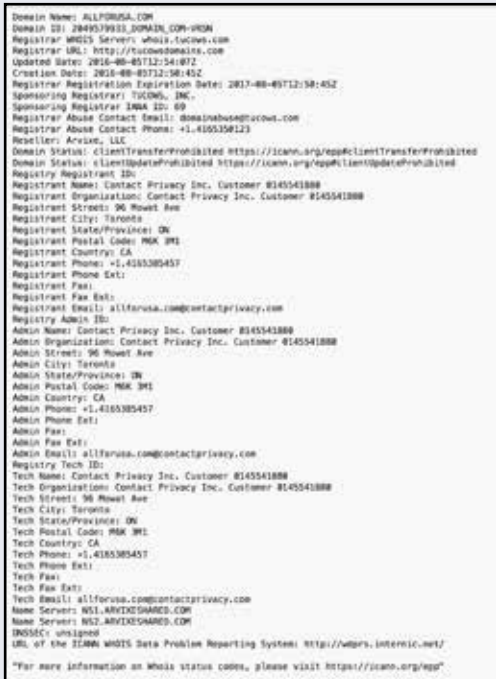 Domain Name: ALLFORUSA.COM
Domain ID: 2049579933_DOMAIN_COM-VRSN
Registrar WHOIS Server: whois.tucows.com
Registrar URL: http://tucowsdomains.com
Updated Date: 2016-08-05T12:54:07Z
Creation Date: 2016-08-05T12:50:45Z
Registrar Registration Expiration Date: 2017-08-05T12:50:45Z
Sponsoring Registrar: TUCOWS, INC.
Sponsoring Registrar IANA ID: 69
Registrar Abuse Contact Email: domainabuse@tucows.com
Registrar Abuse Contact Phone: +1.4165350123
Reseller: Arvixe, LLC
Domain Status: clientTransferProhibited https://icann.org/epp#clientTransferProhibited
Domain Status: clientUpdateProhibited https://icann.org/epp#clientUpdateProhibited
Registry Registrant ID:
Registrant Name: Contact Privacy Inc. Customer 0145541880
Registrant Organization: Contact Privacy Inc. Customer 0145541880
Registrant Street: 96 Mowat Ave
Registrant City: Toronto
Registrant State/Province: ON
Registrant Postal Code: M6K 3M1
Registrant Country: CA
Registrant Phone: +1.4165385457
Registrant Phone Ext:
Registrant Fax:
Registrant Fax Ext:
Registrant Email: allforusa.com@contactprivacy.com
Registry Admin ID:
Admin Name: Contact Privacy Inc. Customer 0145541880
Admin Organization: Contact Privacy Inc. Customer 0145541880
Admin Street: 96 Mowat Ave
Admin City: Toronto
Admin State/Province: ON
Admin Postal Code: M6K 3M1
Admin Country: CA
Admin Phone: +1.4165385457
Admin Phone Ext:
Admin Fax:
Admin Fax Ext:
Admin Email: allforusa.com@contactprivacy.com
Registry Tech ID:
Tech Name: Contact Privacy Inc. Customer 0145541880
Tech Organization: Contact Privacy Inc. Customer 0145541880
Tech Street: 96 Mowat Ave
Tech City: Toronto
Tech State/Province: ON
Tech Postal Code: M6K 3M1
Tech Country: CA
Tech Phone: +1.4165385457
Tech Phone Ext:
Tech Fax:
Tech Fax Ext:
Tech Email: allforusa.com@contactprivacy.com
Name Server: NS1.ARVIXESHARED.COM
Name Server: NS2.ARVIXESHARED.COM
DNSSEC: unsigned
URL of the ICANN WHOIS Data Problem Reporting System: http://wdprs.internic.net/
"For more information on Whois status codes, please visit https://icann.org/epp"